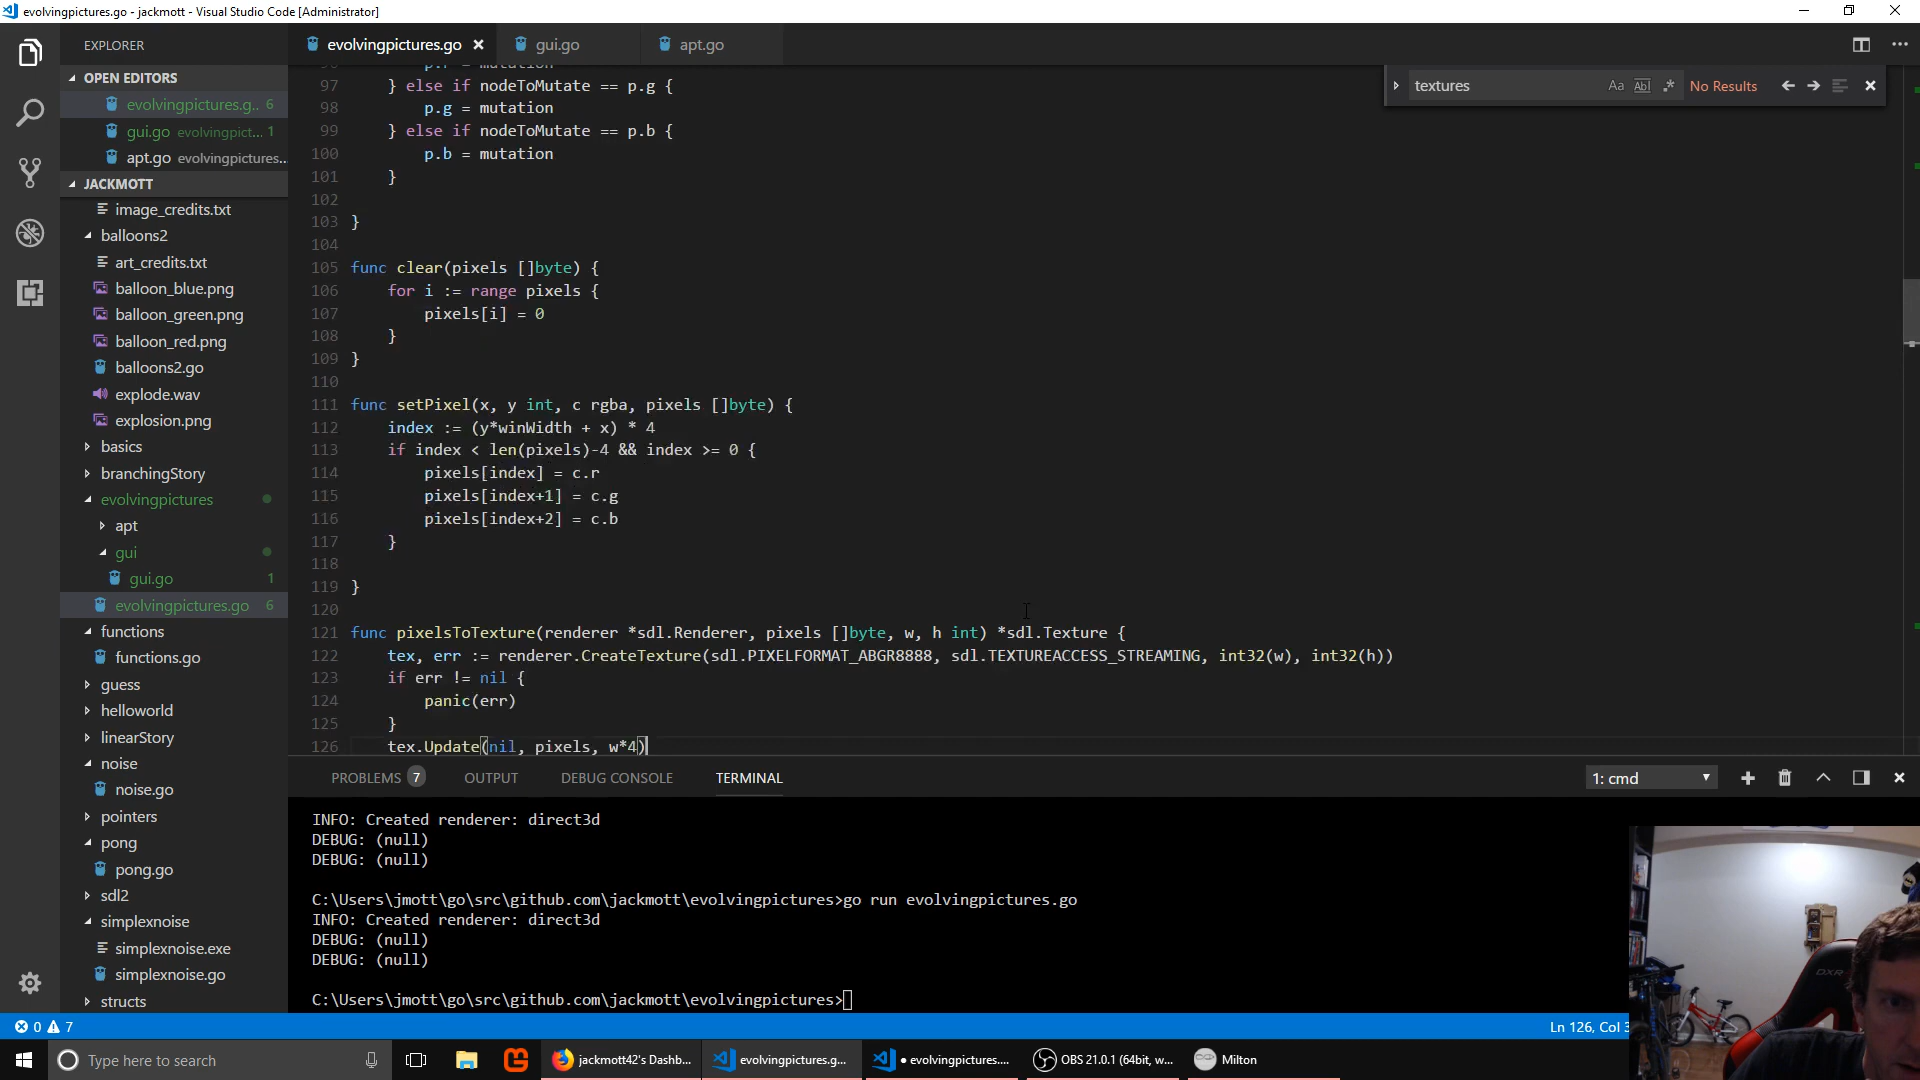 evolvingpictures.go - jackmott - Visual Studio Code [Administrator]
EXPLORER
OPEN EDITORS
evolvingpictures.g.. 6
gui.go evolvingpict... 1
apt.go evolvingpictures...
JACKMOTT
image_credits.txt
balloons2
art_credits.txt
balloon_blue.png
balloon_green.png
balloon_red.png
balloons2.go
explode.wav
explosion.png
basics
branchingStory
evolvingpictures
apt
gui
gui.go 1
evolvingpictures.go 6
functions
functions.go
guess
helloworld
linearStory
noise
noise.go
pointers
pong
pong.go
sdl2
simplexnoise
simplexnoise.exe
simplexnoise.go
structs
evolvingpictures.go
gui.go
apt.go
textures
Aa Abl .*
No Results
97 } else if nodeToMutate == p.g {
98 p.g = mutation
99 } else if nodeToMutate == p.b {
100 p.b = mutation
101 }
102
103 }
104
105 func clear(pixels []byte) {
106 for i := range pixels {
107 pixels[i] = 0
108 }
109 }
110
111 func setPixel(x, y int, c rgba, pixels []byte) {
112 index := (y*winWidth + x) * 4
113 if index < len(pixels)-4 && index >= 0 {
114 pixels[index] = c.r
115 pixels[index+1] = c.g
116 pixels[index+2] = c.b
117 }
118
119 }
120
121 func pixelsToTexture(renderer *sdl.Renderer, pixels []byte, w, h int) *sdl.Texture {
122 tex, err := renderer.CreateTexture(sdl.PIXELFORMAT_ABGR8888, sdl.TEXTUREACCESS_STREAMING, int32(w), int32(h))
123 if err != nil {
124 panic(err)
125 }
126 tex.Update(nil, pixels, w*4)
PROBLEMS 7 OUTPUT DEBUG CONSOLE TERMINAL
1: cmd
INFO: Created renderer: direct3d
DEBUG: (null)
DEBUG: (null)
C:\Users\jmott\go\src\github.com\jackmott\evolvingpictures>go run evolvingpictures.go
INFO: Created renderer: direct3d
DEBUG: (null)
DEBUG: (null)
C:\Users\jmott\go\src\github.com\jackmott\evolvingpictures>
0 7
Ln 126, Col 3
Type here to search
jackmott42's Dashb...
evolvingpictures.g...
● evolvingpictures....
OBS 21.0.1 (64bit, w...
Milton
DXR